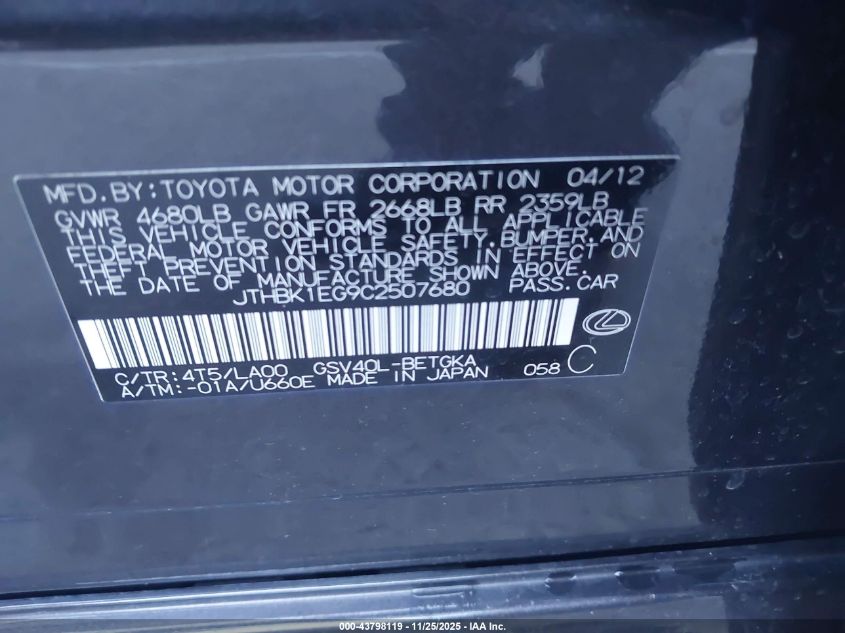 MFD.BY:TOYOTA MOTOR CORPORATION 04/12
GVWR 4680LB GAWR FR 2668LB RR 2359LB
THIS VEHICLE CONFORMS TO ALL APPLICABLE
FEDERAL MOTOR VEHICLE SAFETY,BUMPER,AND
THEFT PREVENTION STANDARDS IN EFFECT ON
THE DATE OF MANUFACTURE SHOWN ABOVE.
JTHBK1EG9C2507680 PASS.CAR
C/TR:4T5/LA00 GSV40L-BETGKA
A/TM:-01A/U660E MADE IN JAPAN 058 C
000-43798119 - 11/25/2025 - IAA Inc.